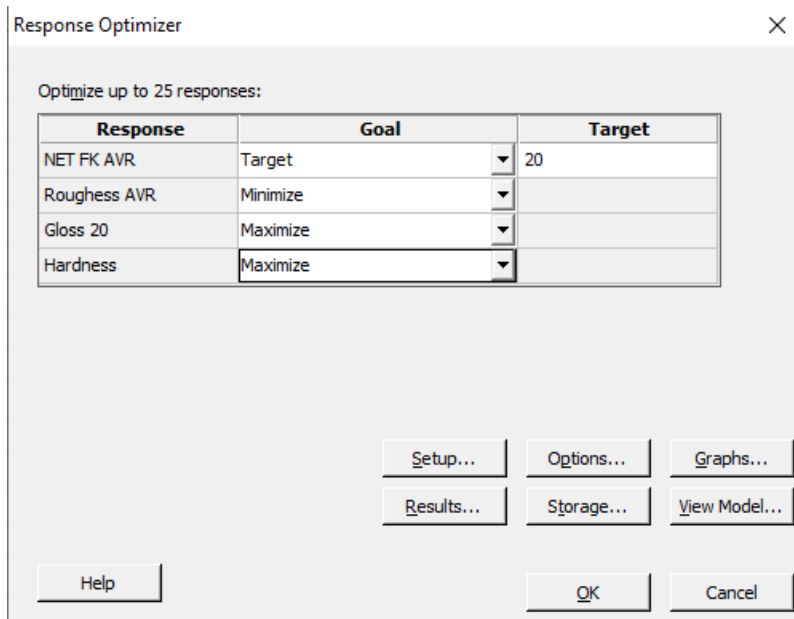 Response Optimizer
Optimize up to 25 responses:
Response Goal Target
NET FK AVR Target 20
Roughess AVR Minimize
Gloss 20 Maximize
Hardness Maximize
Setup... Options... Graphs...
Results... Storage... View Model...
Help OK Cancel